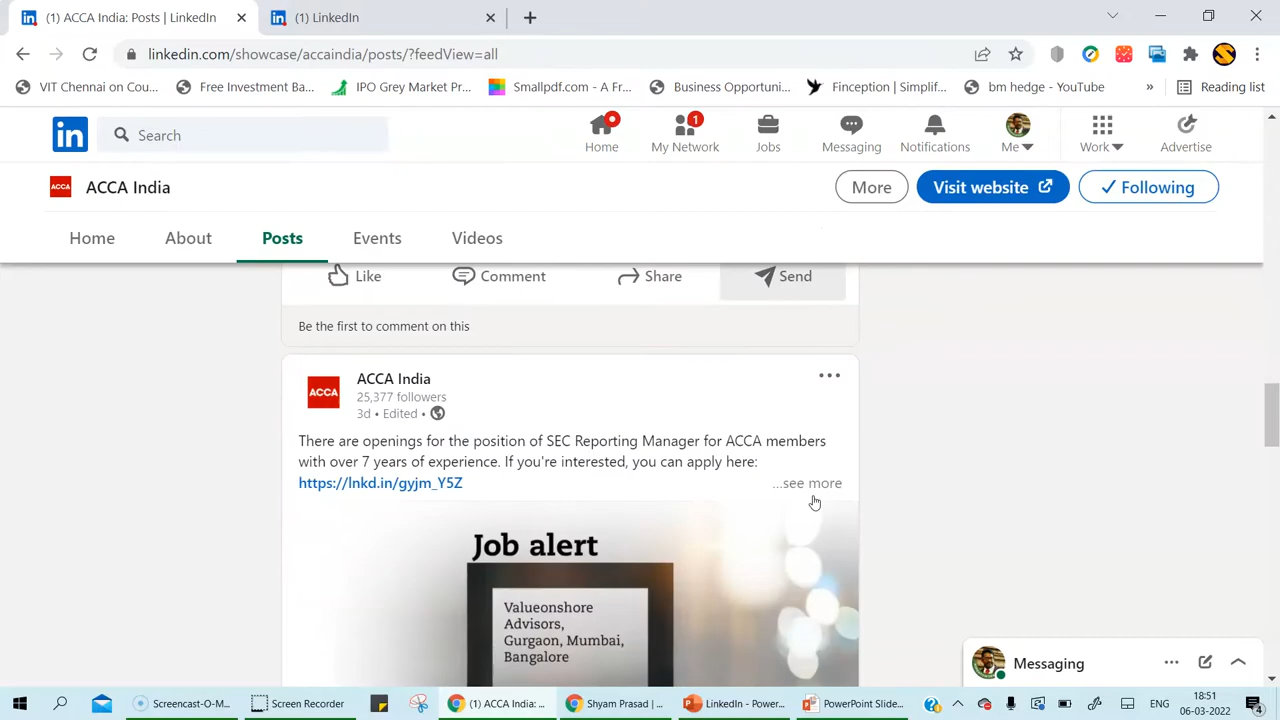 (1) ACCA India: Posts | LinkedIn
(1) LinkedIn
linkedin.com/showcase/accaindia/posts/?feedView=all
VIT Chennai on Cou...
Free Investment Ba...
IPO Grey Market Pr...
Smallpdf.com - A Fr...
Business Opportuni...
Finception | Simplif...
bm hedge - YouTube
»
Reading list
in
Search
Home
1
My Network
Jobs
Messaging
Notifications
Me
Work
Advertise
ACCA
ACCA India
More
Visit website
✓ Following
Home
About
Posts
Events
Videos
Like
Comment
Share
Send
Be the first to comment on this
ACCA
ACCA India
25,377 followers
3d • Edited •
There are openings for the position of SEC Reporting Manager for ACCA members
with over 7 years of experience. If you're interested, you can apply here:
https://lnkd.in/gyjm_Y5Z
...see more
Job alert
Valueonshore
Advisors,
Gurgaon, Mumbai,
Bangalore
Messaging
Screencast-O-M...
Screen Recorder
(1) ACCA India:...
Shyam Prasad | ...
LinkedIn - Power...
PowerPoint Slide...
ENG
18:51
06-03-2022
4